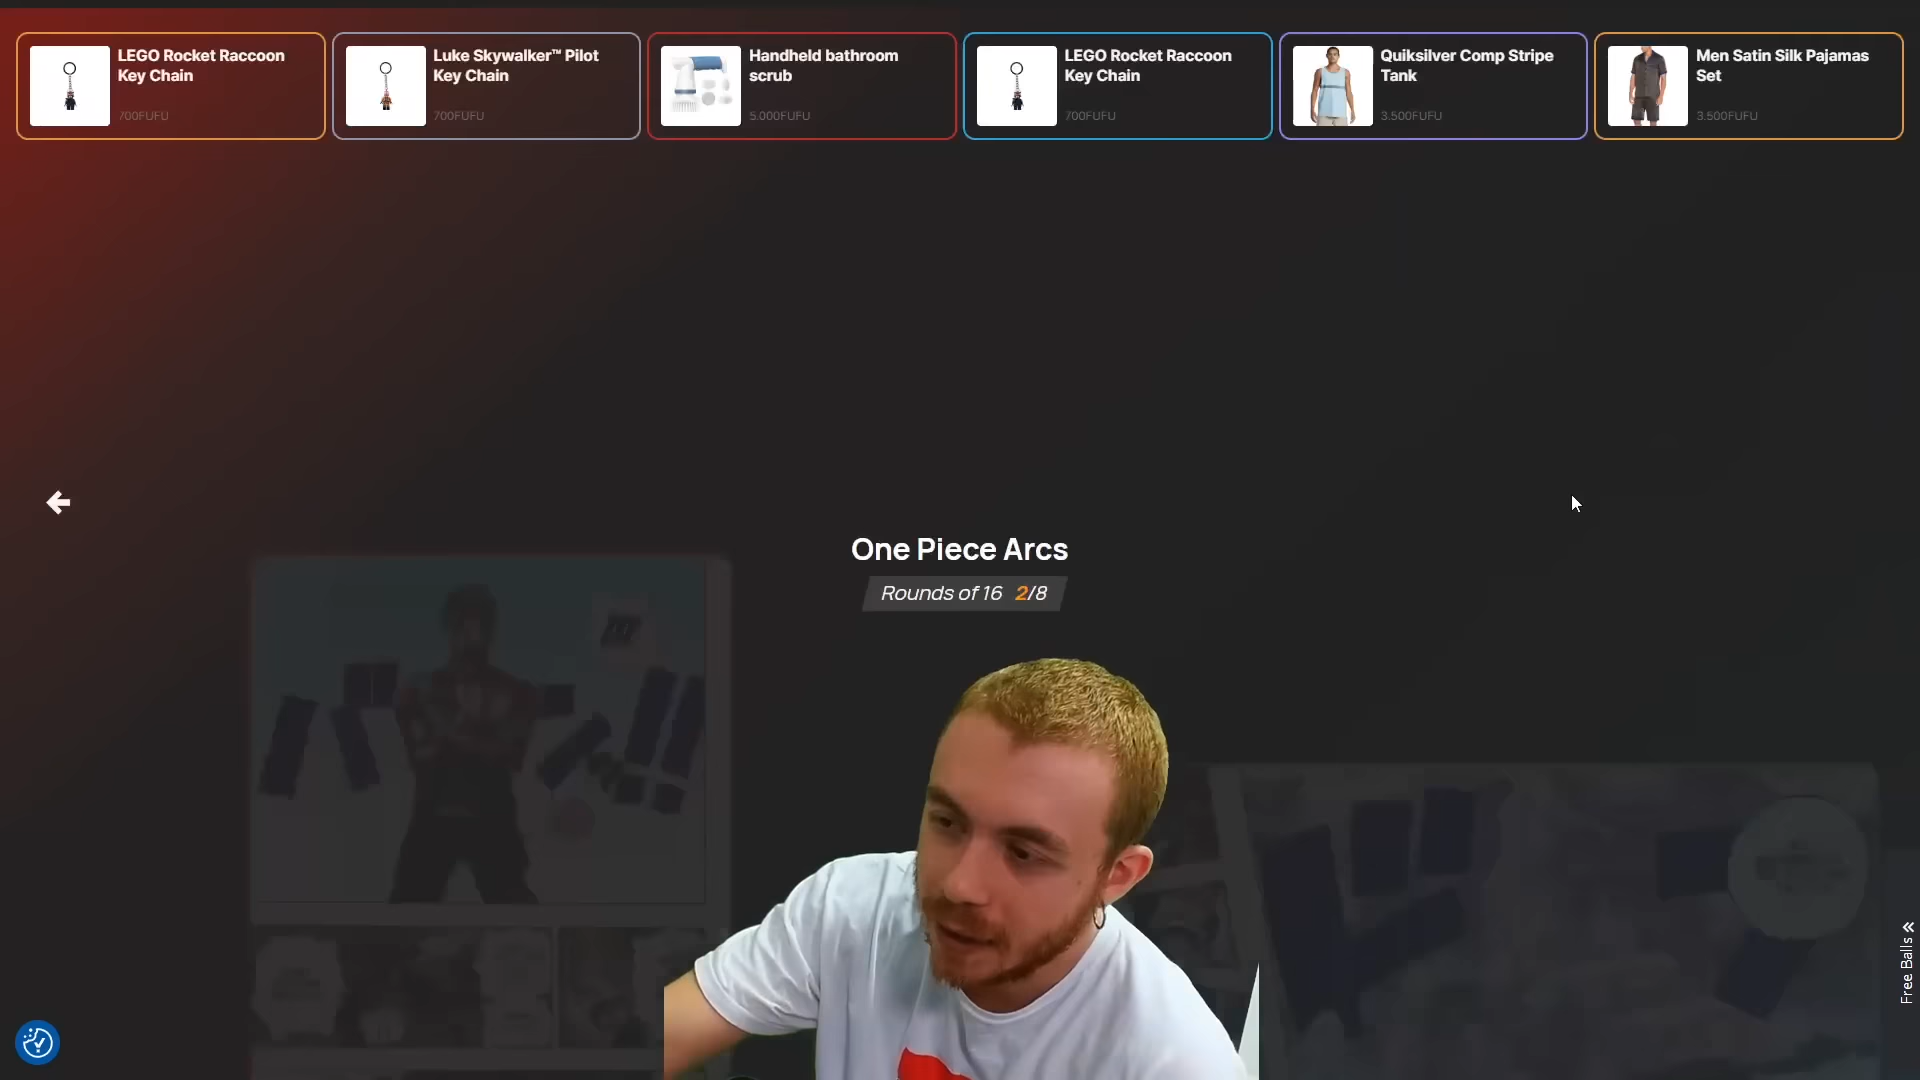 LEGO Rocket Raccoon
Key Chain
700FUFU
Luke Skywalker™ Pilot
Key Chain
700FUFU
Handheld bathroom
scrub
5.000FUFU
LEGO Rocket Raccoon
Key Chain
700FUFU
Quiksilver Comp Stripe
Tank
3.500FUFU
Men Satin Silk Pajamas
Set
3.500FUFU
One Piece Arcs
Rounds of 16 2/8
Free Balls